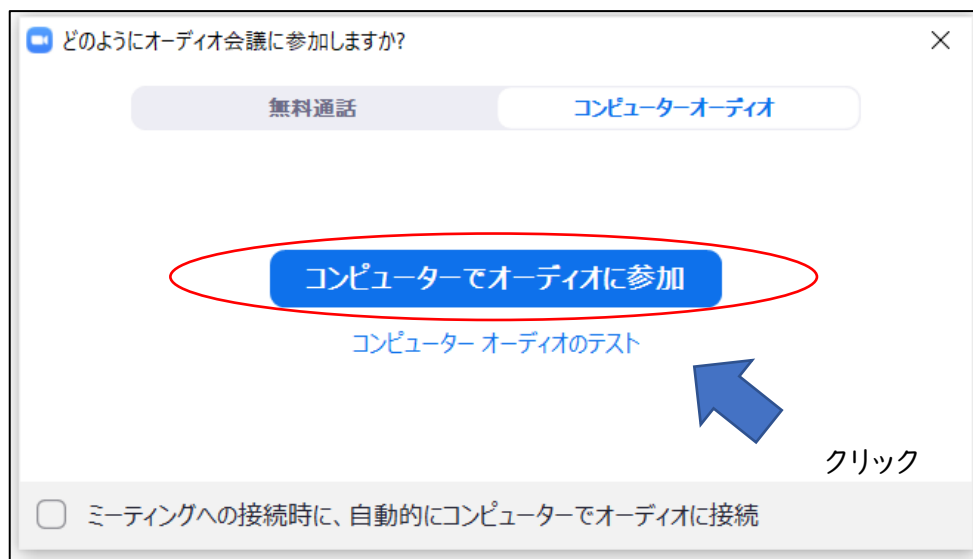 どのようにオーディオ会議に参加しますか?
無料通話
コンピューターオーディオ
コンピューターでオーディオに参加
コンピューター オーディオのテスト
クリック
ミーティングへの接続時に、自動的にコンピューターでオーディオに接続